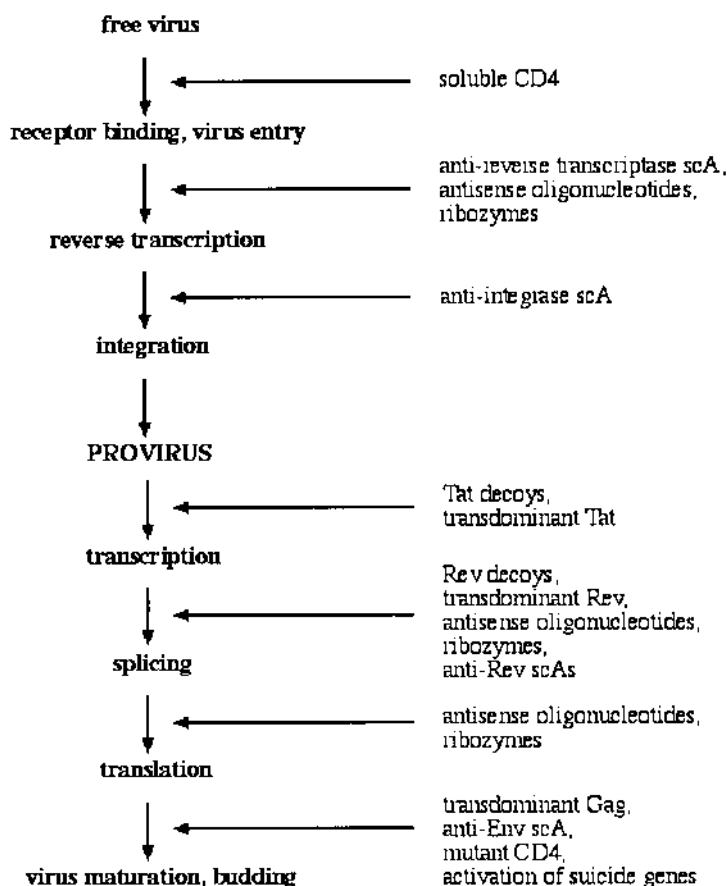 free virus
soluble CD4
receptor binding, virus entry
anti-reverse transcriptase scA,
antisense oligonucleotides,
ribozymes
reverse transcription
anti-integrase scA
integration
PROVIRUS
Tat decoys,
transdominant Tat
transcription
Rev decoys,
transdominant Rev,
antisense oligonucleotides,
ribozymes,
anti-Rev scAs
splicing
antisense oligonucleotides,
ribozymes
translation
transdominant Gag,
anti-Env scA,
mutant CD4,
activation of suicide genes
virus maturation, budding